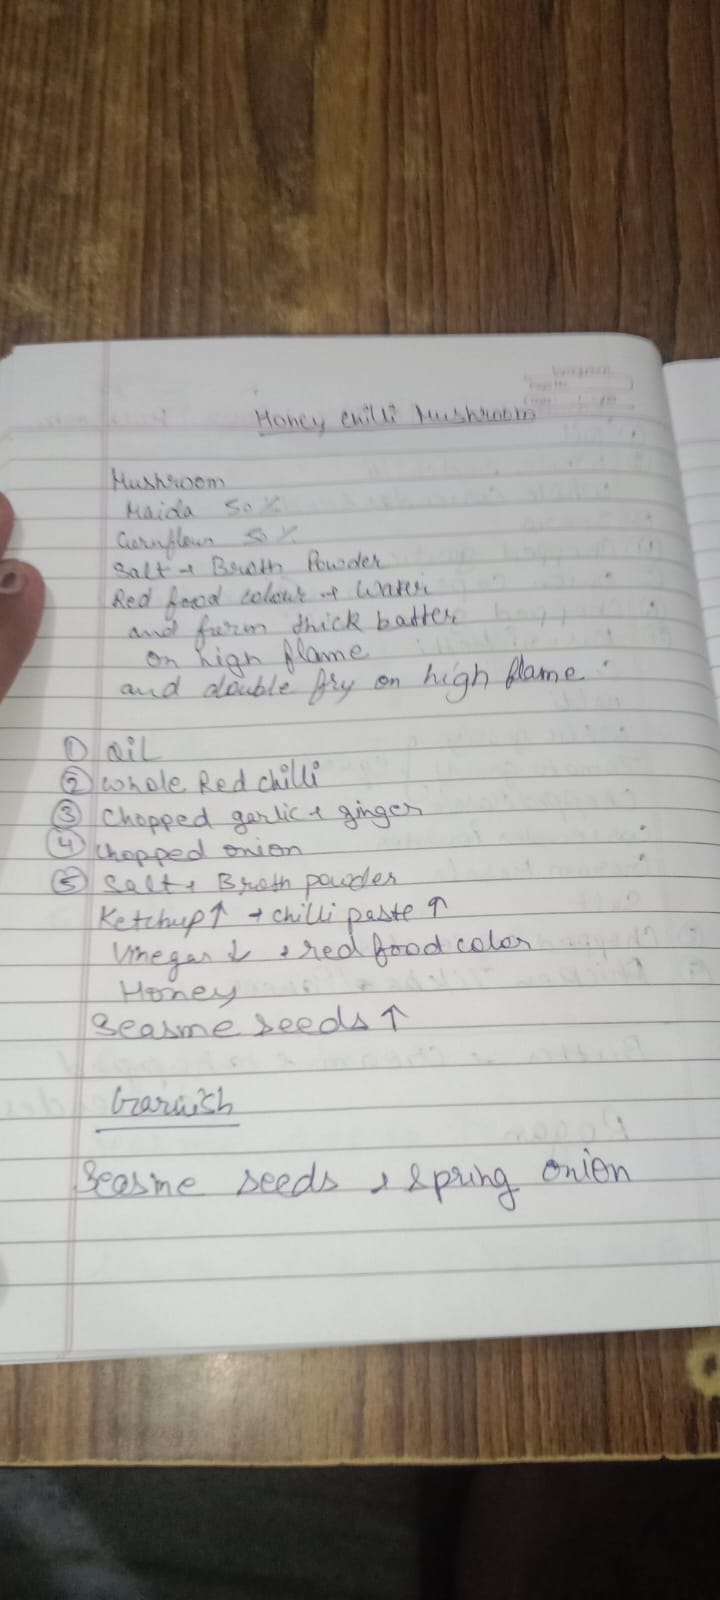 Honey chilli Mushroom
Mushroom
Maida 50%
Cornflour 50%
Salt + Broth Powder
Red food colour + Water
and form thick batter
on high flame
and double fry on high flame.
① oil
② Whole Red chilli
③ Chopped garlic + ginger
④ Chopped onion
⑤ Salt + Broth powder
Ketchup ↑ + chilli paste ↑
Vinegar ↓ + red food color
Honey
Seasme seeds ↑
Garnish
Seasme seeds + Spring onion